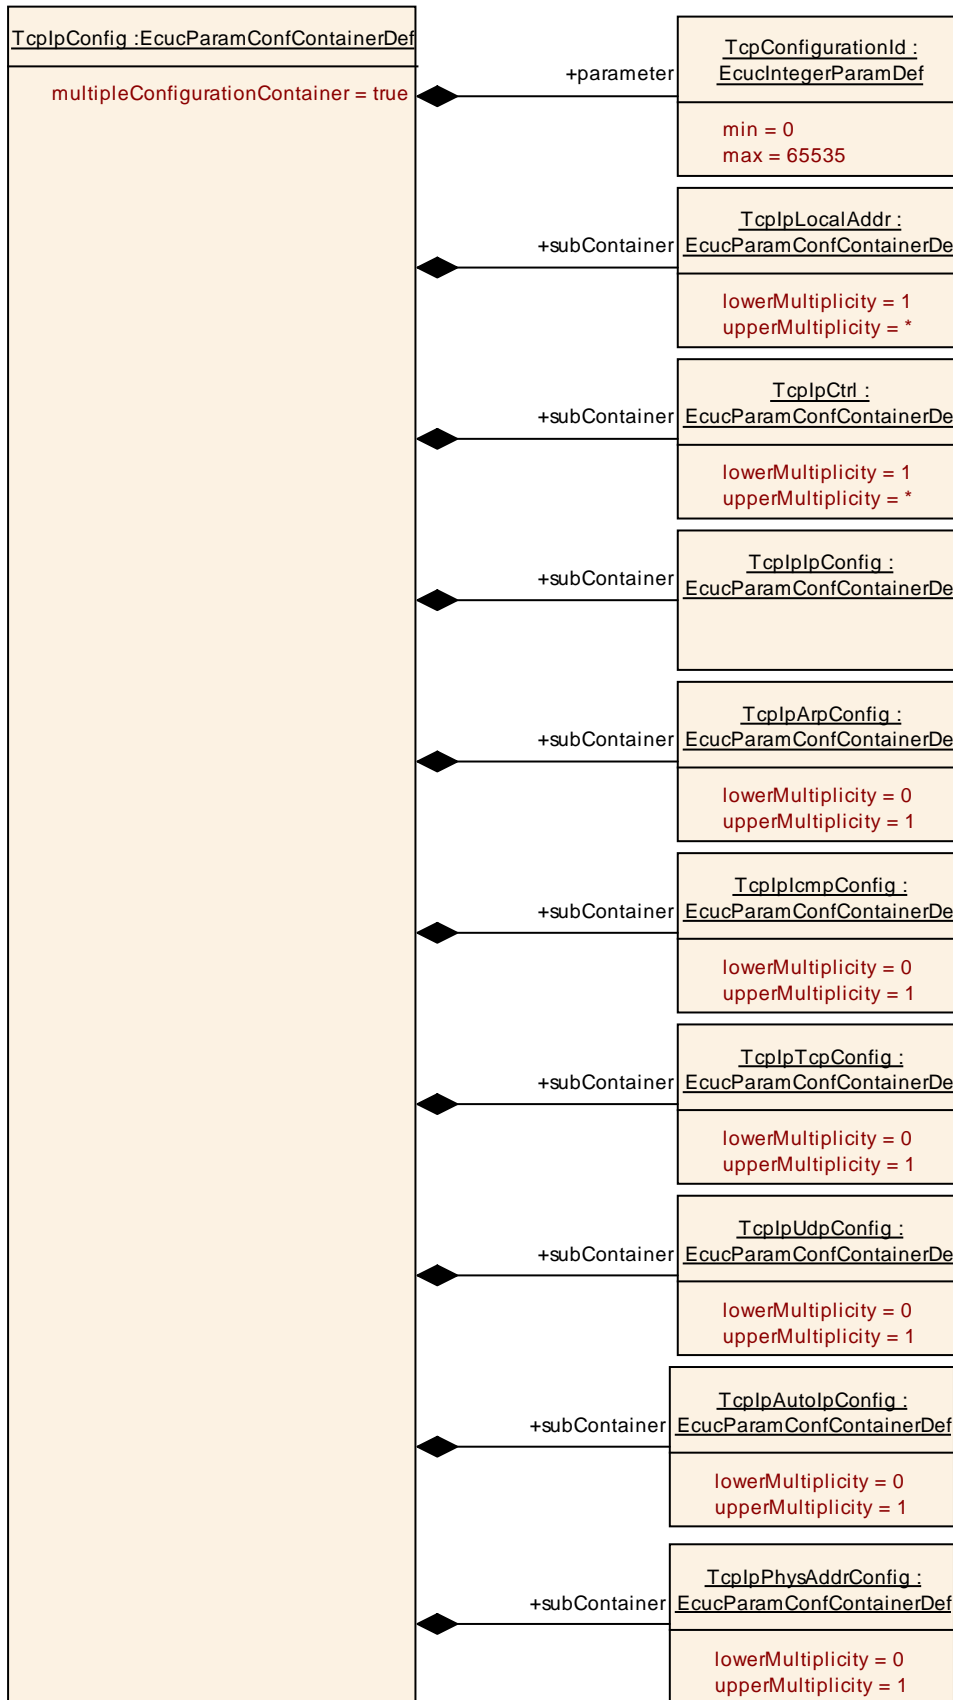 TcpIpConfig :EcucParamConfContainerDef
multipleConfigurationContainer = true
+parameter
TcpConfigurationId :
EcucIntegerParamDef
min = 0
max = 65535
+subContainer
TcpIpLocalAddr :
EcucParamConfContainerDe
lowerMultiplicity = 1
upperMultiplicity = *
+subContainer
TcpIpCtrl :
EcucParamConfContainerDe
lowerMultiplicity = 1
upperMultiplicity = *
+subContainer
TcpIpIpConfig :
EcucParamConfContainerDe
+subContainer
TcpIpArpConfig :
EcucParamConfContainerDe
lowerMultiplicity = 0
upperMultiplicity = 1
+subContainer
TcpIpIcmpConfig :
EcucParamConfContainerDe
lowerMultiplicity = 0
upperMultiplicity = 1
+subContainer
TcpIpTcpConfig :
EcucParamConfContainerDe
lowerMultiplicity = 0
upperMultiplicity = 1
+subContainer
TcpIpUdpConfig :
EcucParamConfContainerDe
lowerMultiplicity = 0
upperMultiplicity = 1
+subContainer
TcpIpAutoIpConfig :
EcucParamConfContainerDef
lowerMultiplicity = 0
upperMultiplicity = 1
+subContainer
TcpIpPhysAddrConfig :
EcucParamConfContainerDef
lowerMultiplicity = 0
upperMultiplicity = 1